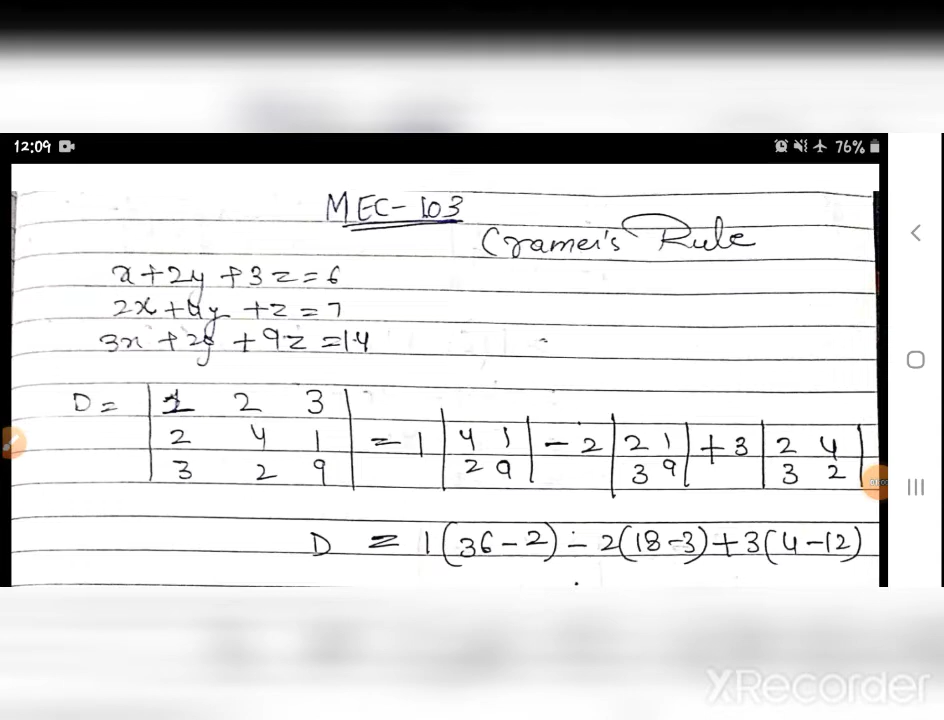 12:09 76%
MEC-103
Cramer's Rule
x+2y+3z=6
2x+4y+z=7
3x+2y+9z=14
D= | 1 2 3 | = 1 | 4 1 | - 2 | 2 1 | + 3 | 2 4 |
| 2 4 1 | | 2 9 | | 3 9 | | 3 2 |
| 3 2 9 |
D = 1(36-2)-2(18-3)+3(4-12)
XRecorder